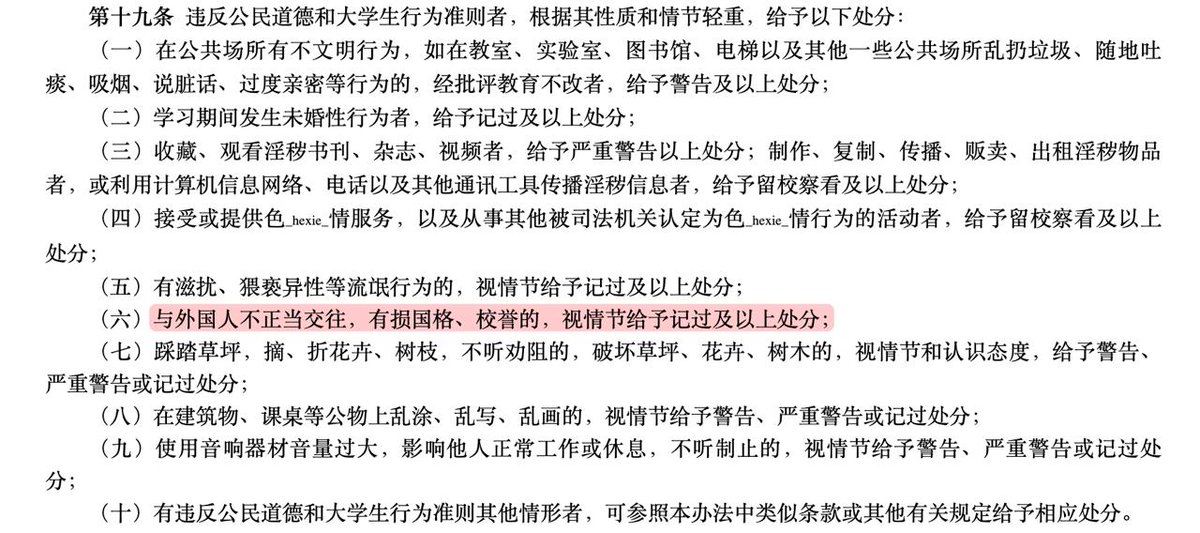 第十九条 违反公民道德和大学生行为准则者，根据其性质和情节轻重，给予以下处分：
（一）在公共场所有不文明行为，如在教室、实验室、图书馆、电梯以及其他一些公共场所乱扔垃圾、随地吐
痰、吸烟、说脏话、过度亲密等行为的，经批评教育不改者，给予警告及以上处分；
（二）学习期间发生未婚性行为者，给予记过及以上处分；
（三）收藏、观看淫秽书刊、杂志、视频者，给予严重警告以上处分；制作、复制、传播、贩卖、出租淫秽物品
者，或利用计算机信息网络、电话以及其他通讯工具传播淫秽信息者，给予留校察看及以上处分；
（四）接受或提供色_hexie_情服务，以及从事其他被司法机关认定为色_hexie_情行为的活动者，给予留校察看及以上
处分；
（五）有滋扰、猥亵异性等流氓行为的，视情节给予记过及以上处分；
（六）与外国人不正当交往，有损国格、校誉的，视情节给予记过及以上处分；
（七）踩踏草坪，摘、折花卉、树枝，不听劝阻的，破坏草坪、花卉、树木的，视情节和认识态度，给予警告、
严重警告或记过处分；
（八）在建筑物、课桌等公物上乱涂、乱写、乱画的，视情节给予警告、严重警告或记过处分；
（九）使用音响器材音量过大，影响他人正常工作或休息，不听制止的，视情节给予警告、严重警告或记过处
分；
（十）有违反公民道德和大学生行为准则其他情形者，可参照本办法中类似条款或其他有关规定给予相应处分。